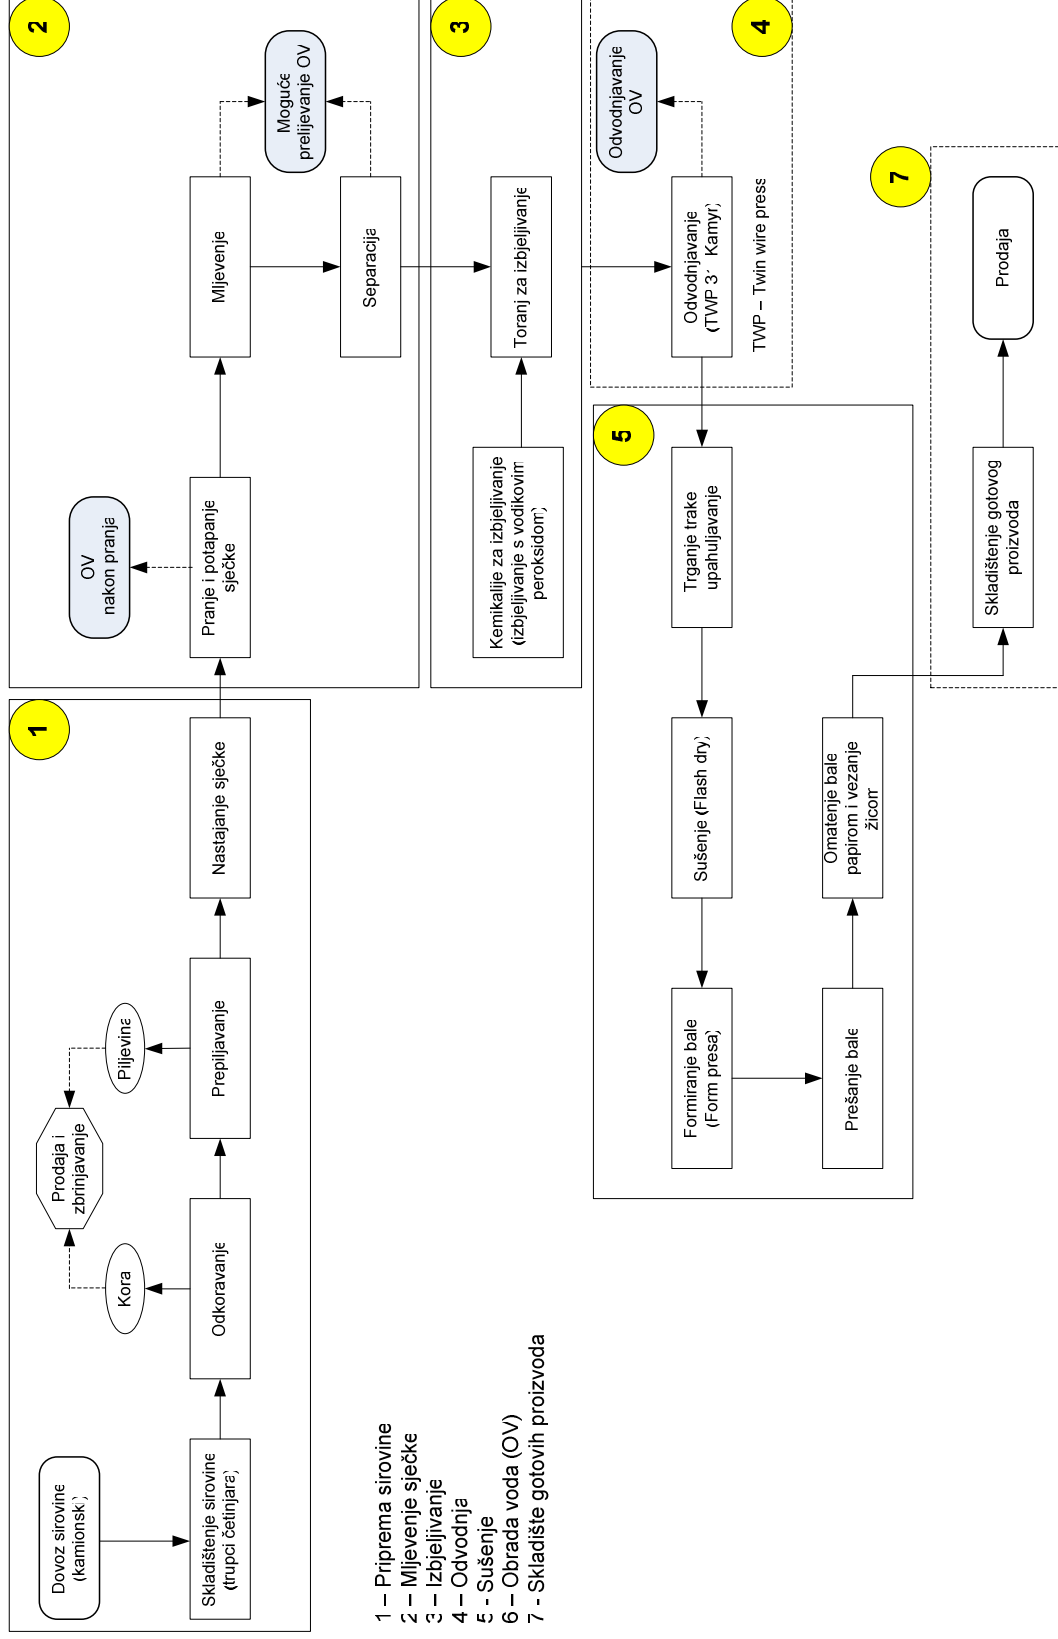 1
Dovoz sirovine
(kamionski)
Skladištenje sirovine
(trupci četinjara)
Odkoravanje
Kora
Prodaja i
zbrinjavanje
Piljevina
Prepiljavanje
Nastajanje sječke
2
Pranje i potapanje
sječke
OV
nakon pranja
Mljevenje
Separacija
Moguće
prelijevanje OV
3
Kemikalije za izbjeljivanje
(izbjeljivanje s vodikovim
peroksidom)
Toranj za izbjeljivanje
4
Odvodnjavanje
OV
Odvodnjavanje
(TWP 3´ Kamyr)
TWP – Twin wire press
5
Trganje trake
upahuljavanje
Sušenje (Flash dry)
Formiranje bale
(Form presa)
Prešanje bale
Omatenje bale
papirom i vezanje
žicom
7
Skladištenje gotovog
proizvoda
Prodaja
1 – Priprema sirovine
2 – Mljevenje sječke
3 – Izbjeljivanje
4 – Odvodnja
5 - Sušenje
6 – Obrada voda (OV)
7 - Skladište gotovih proizvoda